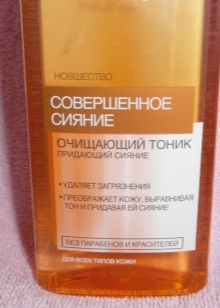 НОВШЕСТВО
СОВЕРШЕННОЕ
СИЯНИЕ
ОЧИЩАЮЩИЙ ТОНИК
ПРИДАЮЩИЙ СИЯНИЕ
• УДАЛЯЕТ ЗАГРЯЗНЕНИЯ
• ПРЕОБРАЖАЕТ КОЖУ, ВЫРАВНИВАЯ
ТОН И ПРИДАВАЯ ЕЙ СИЯНИЕ
БЕЗ ПАРАБЕНОВ И КРАСИТЕЛЕЙ
ДЛЯ ВСЕХ ТИПОВ КОЖИ